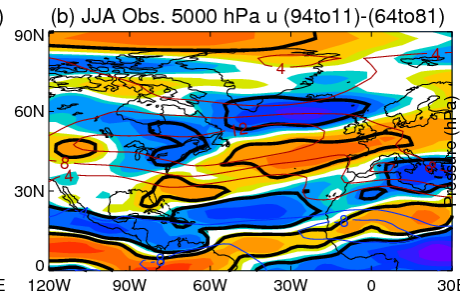 ) (b) JJA Obs. 5000 hPa u (94to11)-(64to81)
90N
60N
30N
0
4
4
12
8
4
8
-8
Pressure (hPa)
E 120W 90W 60W 30W 0 30E